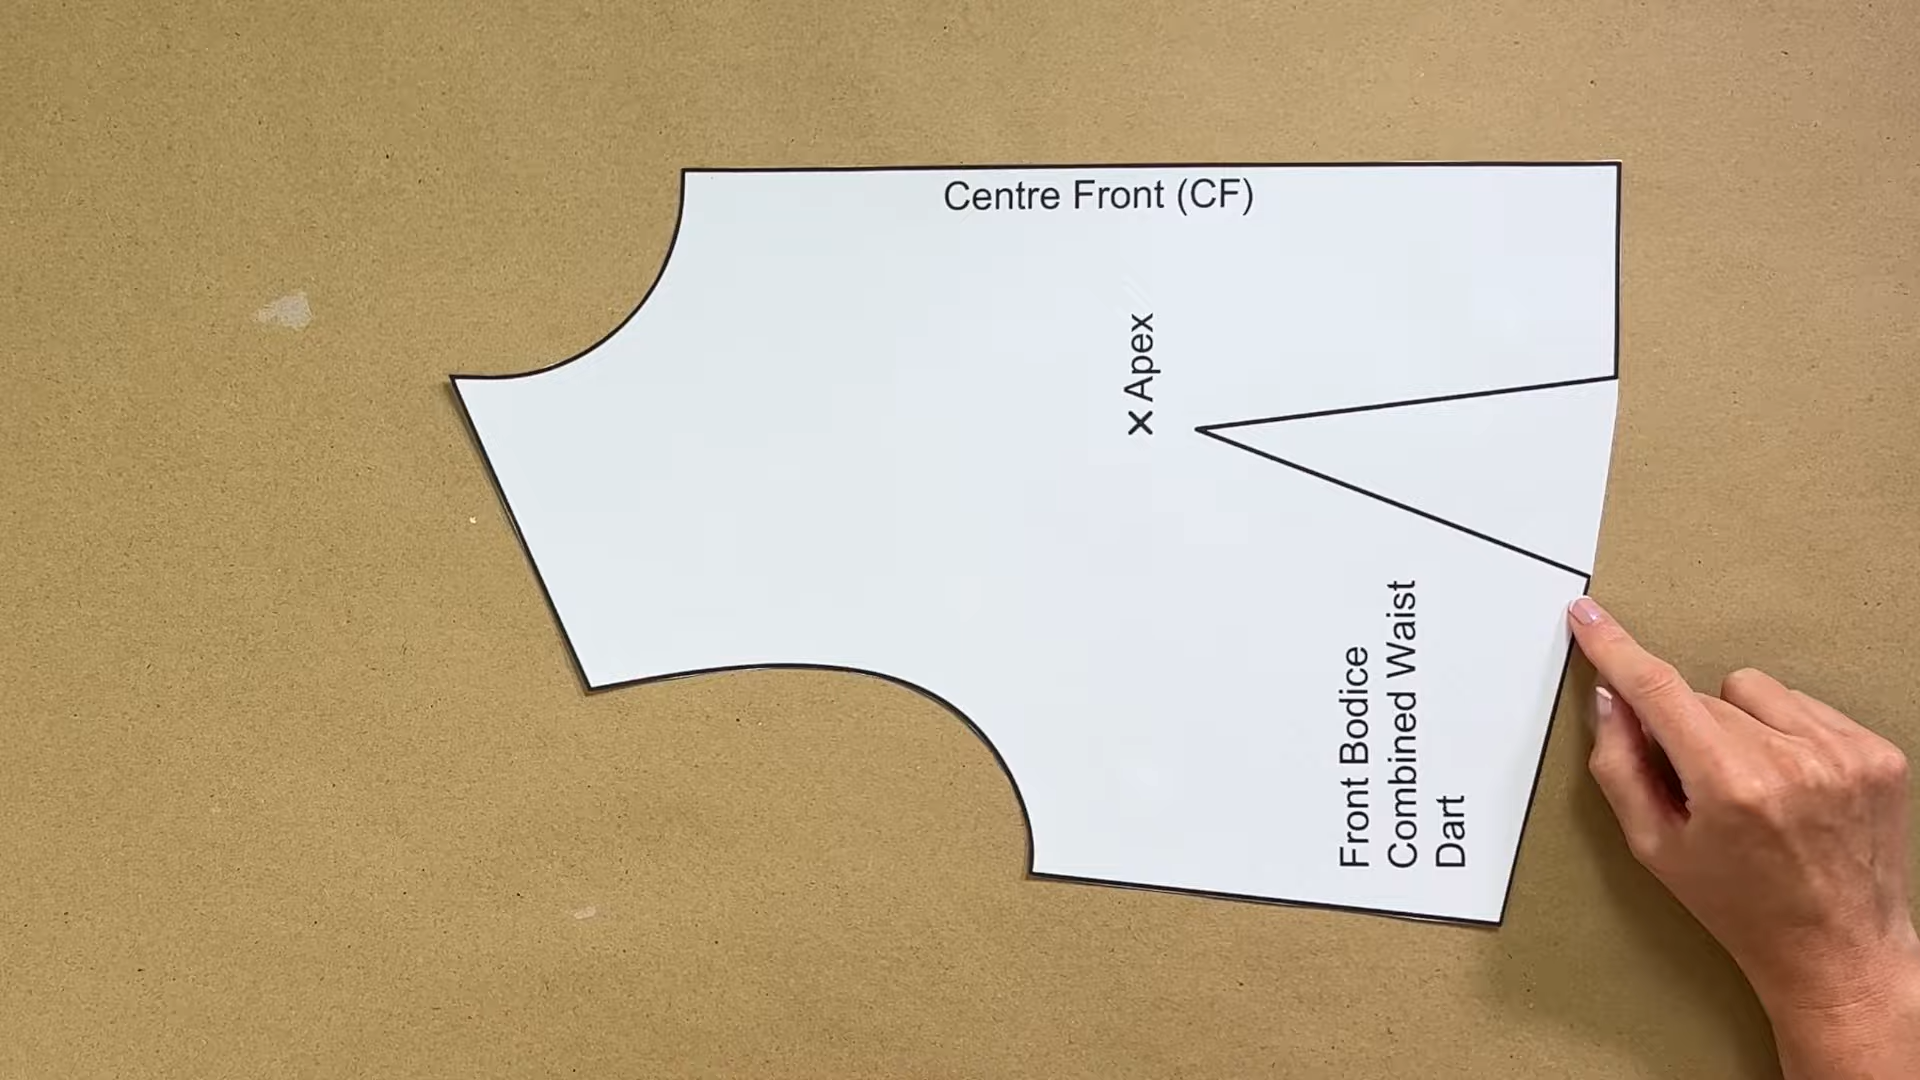 Centre Front (CF)
× Apex
Front Bodice
Combined Waist
Dart